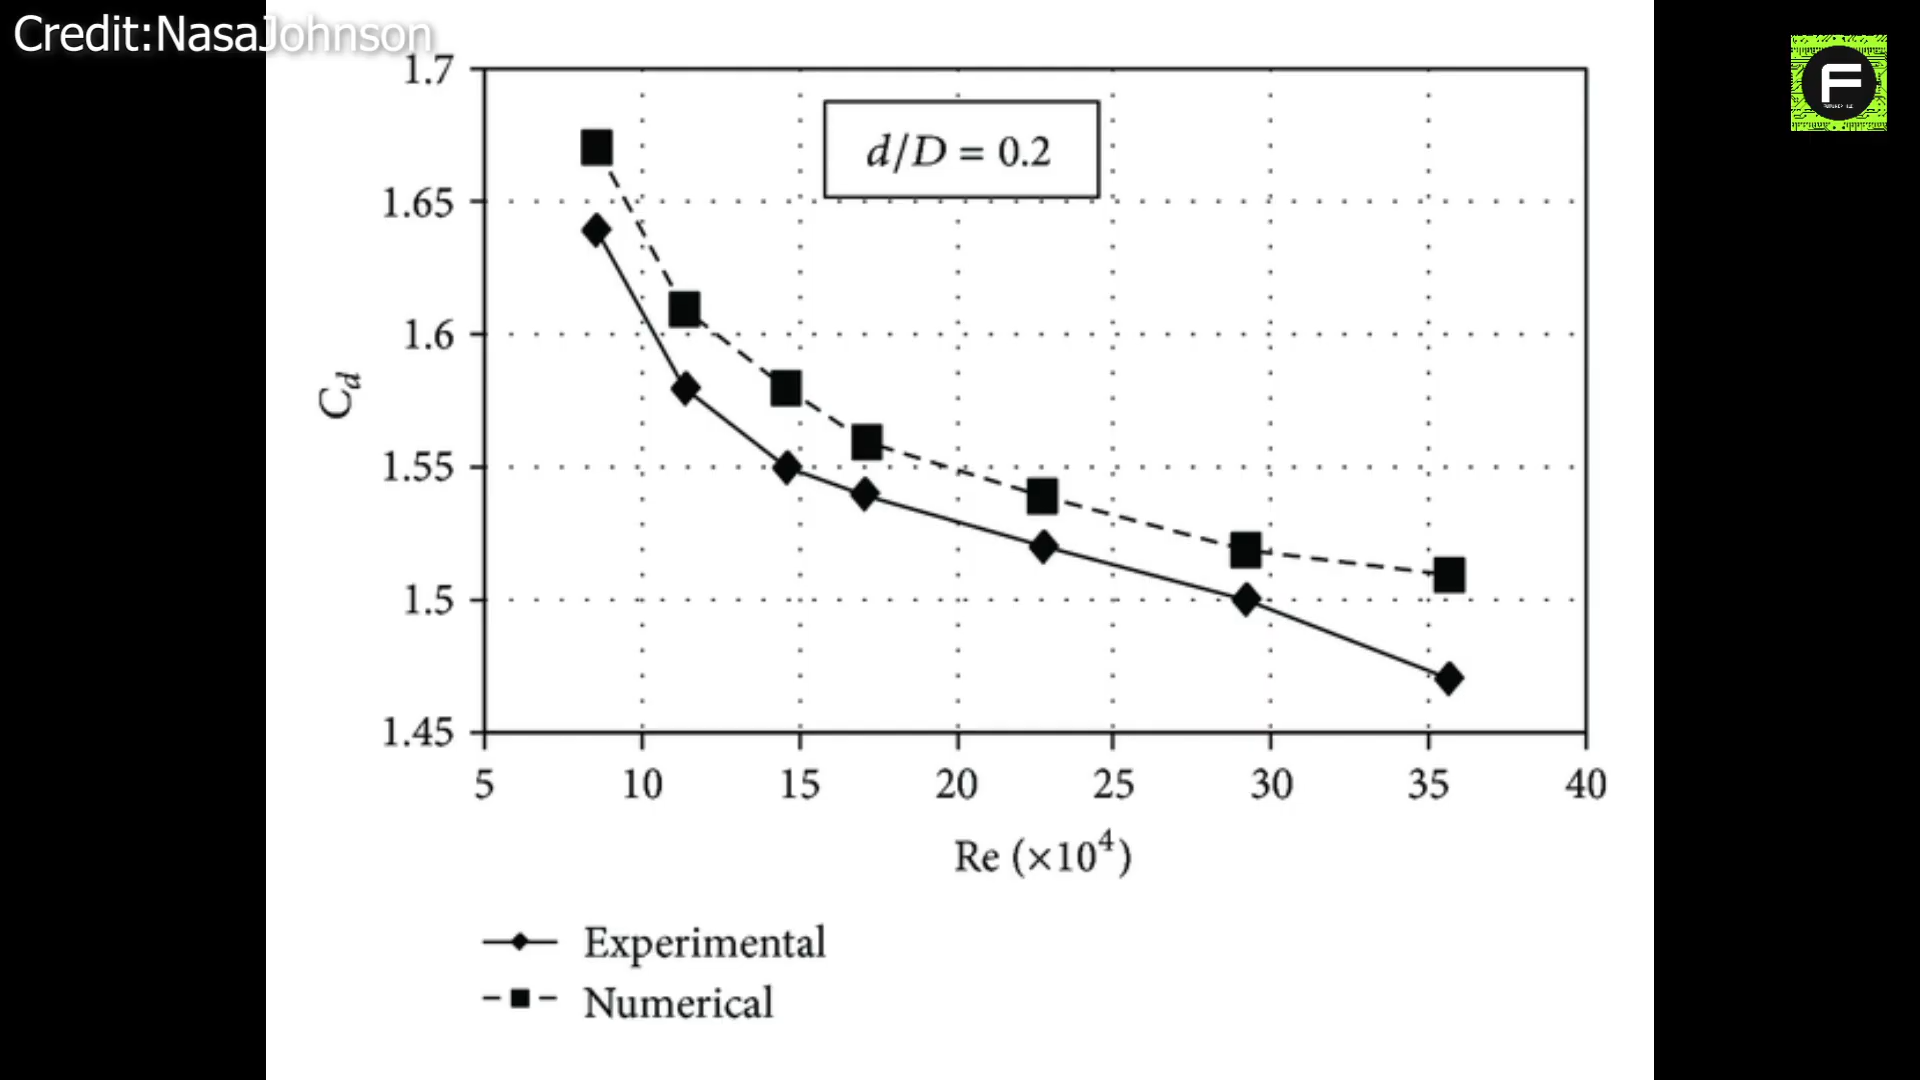 Credit:NasaJohnson
F
1.7
d/D = 0.2
1.65
1.6
C_d
1.55
1.5
1.45
5 10 15 20 25 30 35 40
Re (×10⁴)
Experimental
Numerical